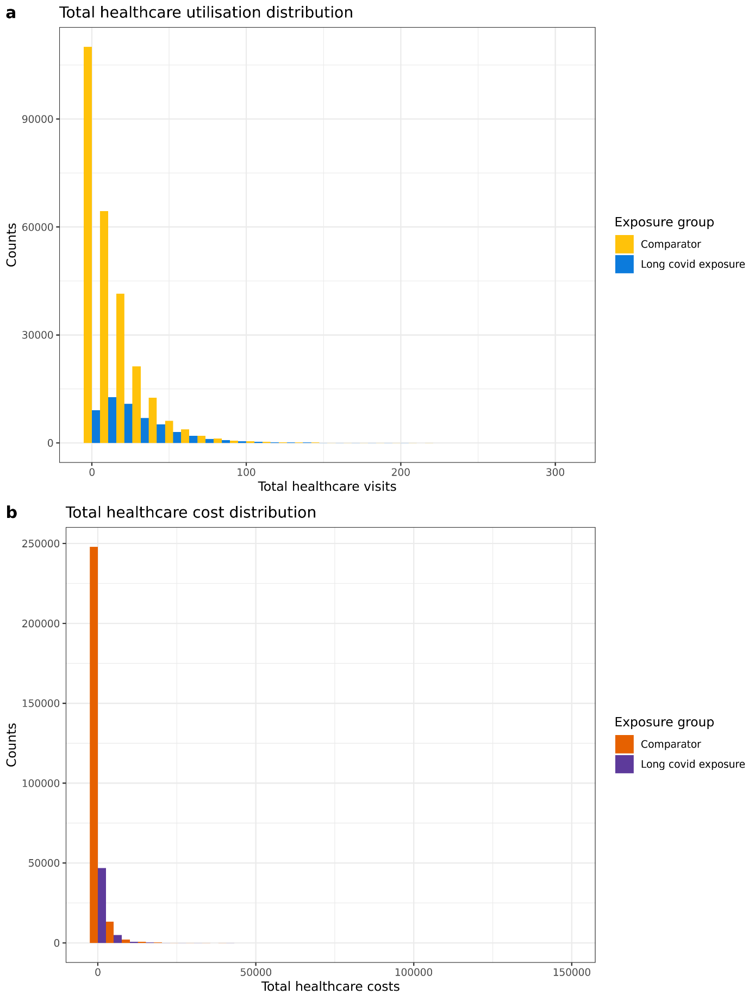 a
Total healthcare utilisation distribution
90000
60000
30000
0
Counts
0 100 200 300
Total healthcare visits
Exposure group
Comparator
Long covid exposure
b
Total healthcare cost distribution
250000
200000
150000
100000
50000
0
Counts
0 50000 100000 150000
Total healthcare costs
Exposure group
Comparator
Long covid exposure